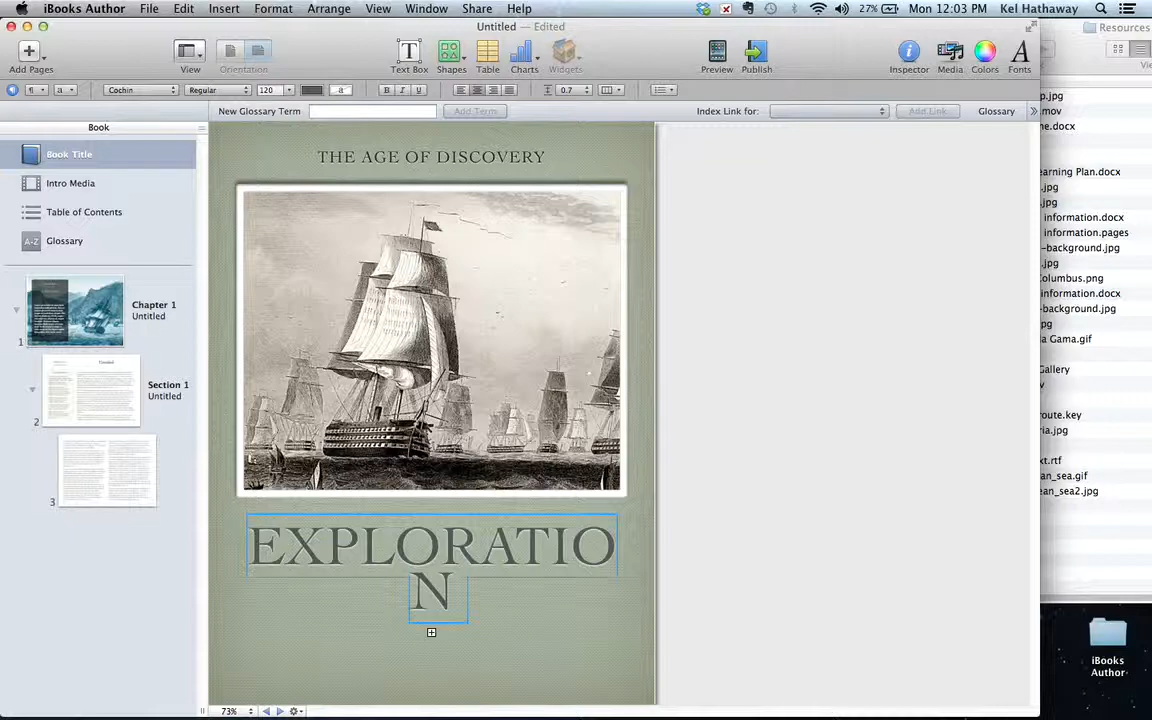 iBooks Author File Edit Insert Format Arrange View Window Share Help 27% Mon 12:03 PM Kel Hathaway
Untitled — Edited
Resources
Add Pages View Orientation Text Box Shapes Table Charts Widgets Preview Publish Inspector Media Colors Fonts
Cochin Regular 120 a B I U 0.7
New Glossary Term Add Term Index Link for: Add Link Glossary
Book
Book Title
Intro Media
Table of Contents
A-Z Glossary
Chapter 1
Untitled
1
Section 1
Untitled
2
3
THE AGE OF DISCOVERY
EXPLORATIO
N
73%
p.jpg
.mov
me.docx
earning Plan.docx
.jpg
.jpg
information.docx
information.pages
-background.jpg
.jpg
Columbus.png
information.docx
-background.jpg
jpg
a Gama.gif
Gallery
route.key
ria.jpg
xt.rtf
ean_sea.gif
ean_sea2.jpg
iBooks
Author